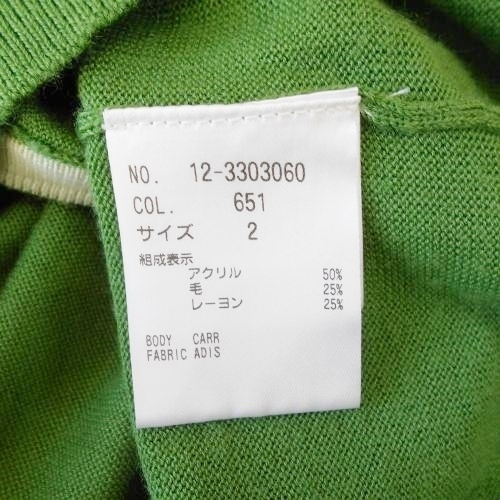 NO. 12-3303060
COL. 651
サイズ 2
組成表示
アクリル 50%
毛 25%
レーヨン 25%
BODY CARR
FABRIC ADIS